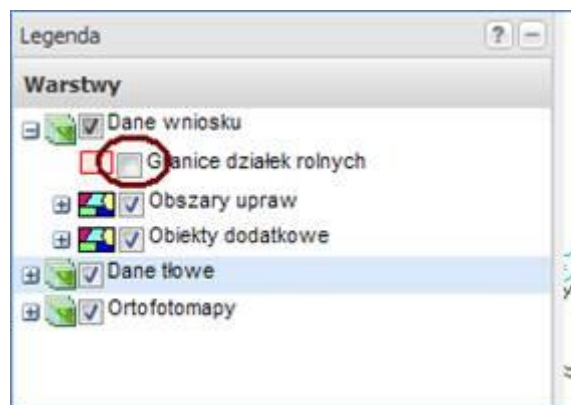 Legenda
Warstwy
Dane wniosku
Granice działek rolnych
Obszary upraw
Obiekty dodatkowe
Dane tłowe
Ortofotomapy